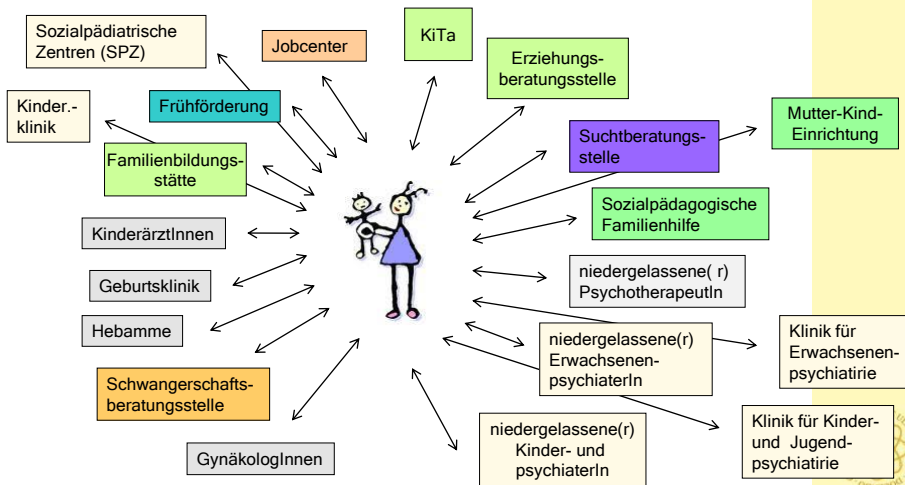 Sozialpädiatrische
Zentren (SPZ)
Jobcenter
KiTa
Erziehungs-
beratungsstelle
Kinder.-
klinik
Frühförderung
Mutter-Kind-
Einrichtung
Suchtberatungs-
stelle
Familienbildungs-
stätte
Sozialpädagogische
Familienhilfe
KinderärztInnen
niedergelassene( r)
PsychotherapeutIn
Geburtsklinik
Hebamme
niedergelassene(r)
Erwachsenen-
psychiaterIn
Klinik für
Erwachsenen-
psychiatirie
Schwangerschafts-
beratungsstelle
niedergelassene(r)
Kinder- und
psychiaterIn
Klinik für Kinder-
und Jugend-
psychiatirie
GynäkologInnen